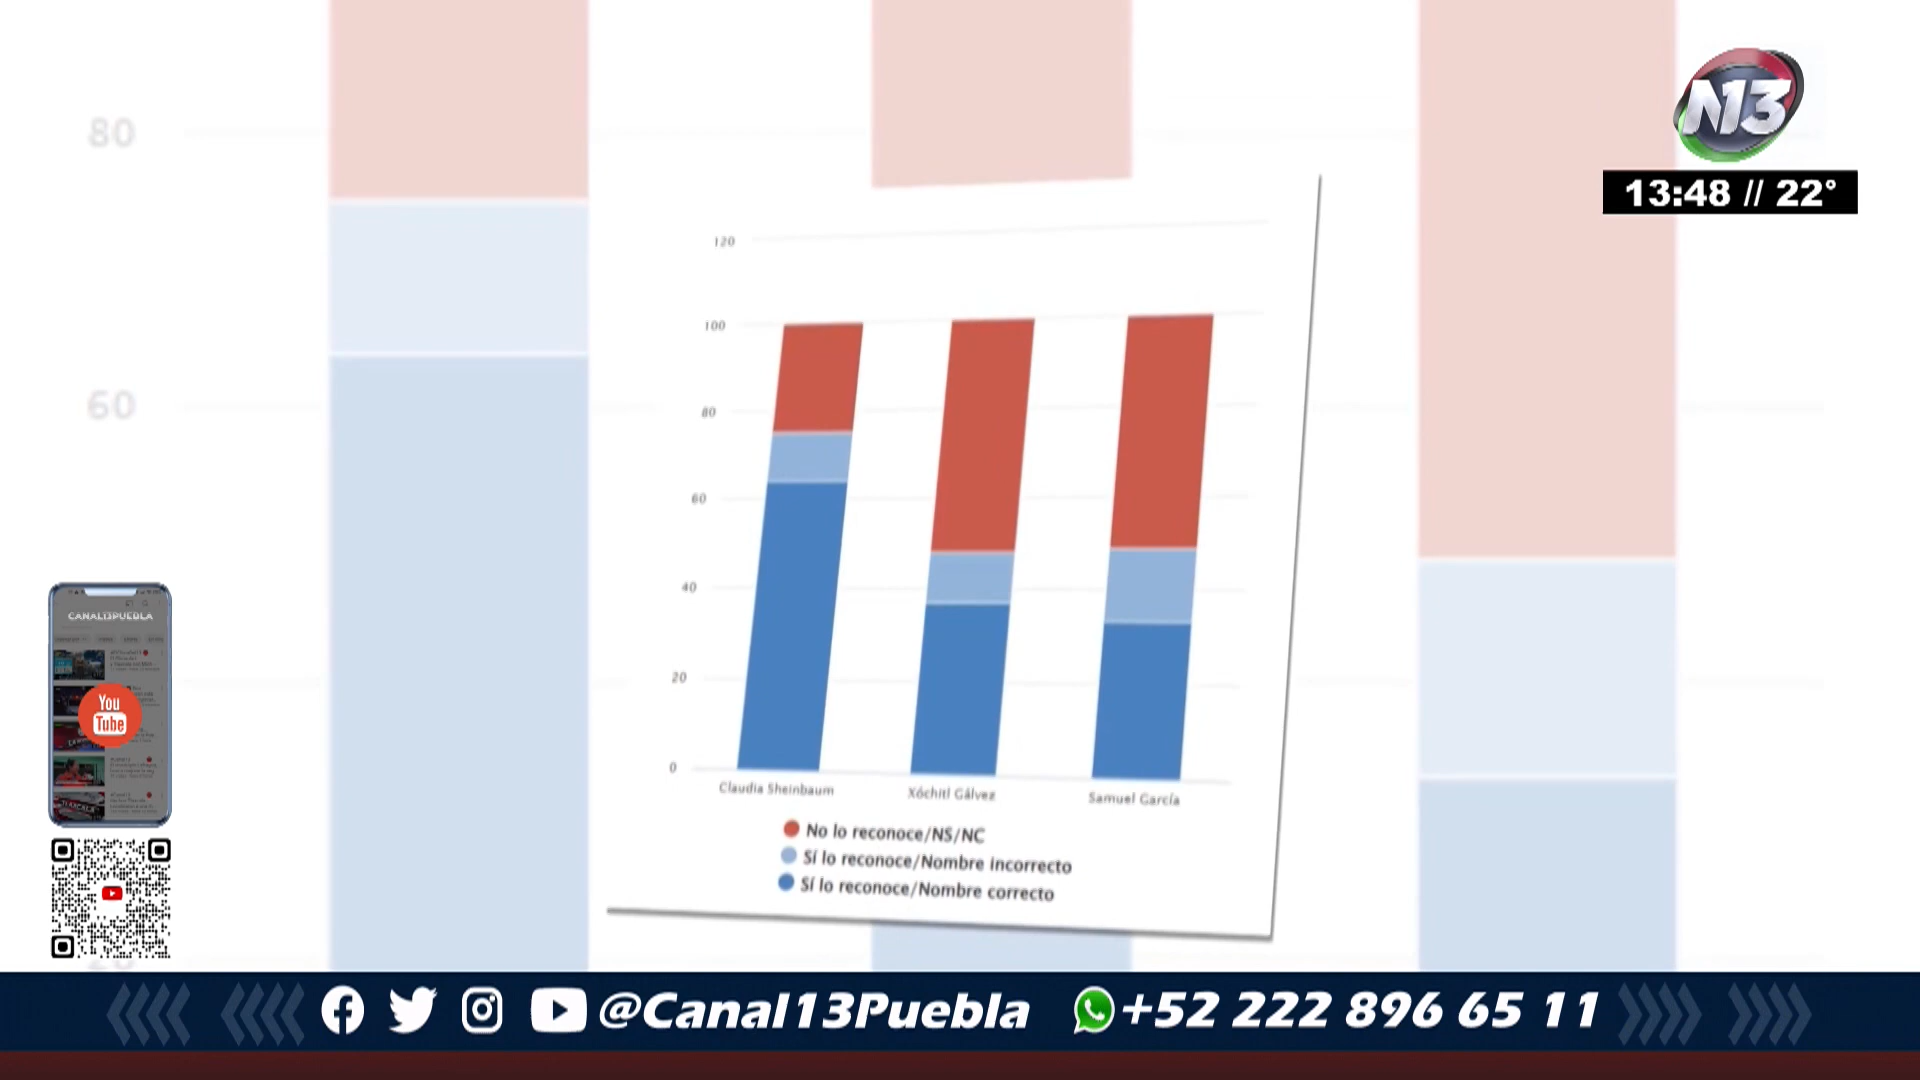 80
60
20
N13
13:48 // 22°
120
100
80
60
40
20
0
Claudia Sheinbaum
Xóchitl Gálvez
Samuel García
No lo reconoce/NS/NC
Sí lo reconoce/Nombre incorrecto
Sí lo reconoce/Nombre correcto
CANAL13PUEBLA
You
Tube
@Canal13Puebla
+52 222 896 65 11